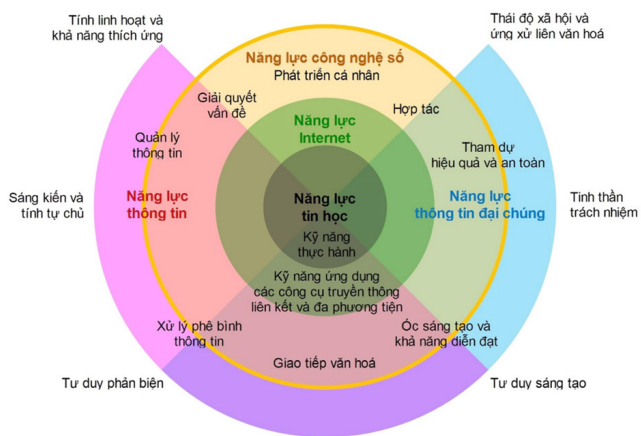 Tính linh hoạt và
khả năng thích ứng
Thái độ xã hội và
ứng xử liên văn hoá
Năng lực công nghệ số
Phát triển cá nhân
Giải quyết
vấn đề
Hợp tác
Năng lực
Internet
Quản lý
thông tin
Tham dự
hiệu quả và an toàn
Sáng kiến và
tính tự chủ
Năng lực
thông tin
Năng lực
tin học
Năng lực
thông tin đại chúng
Tinh thần
trách nhiệm
Kỹ năng
thực hành
Kỹ năng ứng dụng
các công cụ truyền thông
liên kết và đa phương tiện
Xử lý phê bình
thông tin
Óc sáng tạo và
khả năng diễn đạt
Giao tiếp văn hoá
Tư duy phản biện
Tư duy sáng tạo